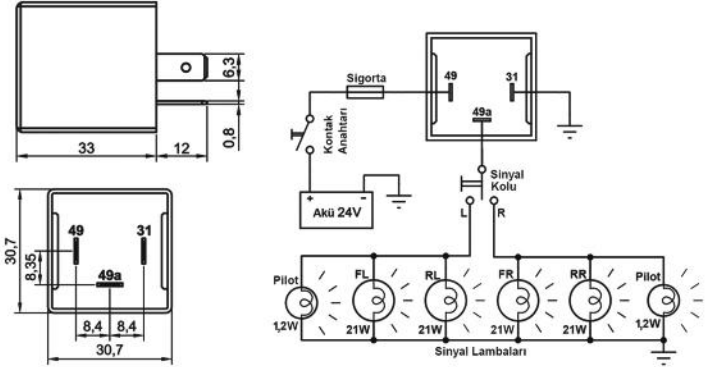 6,3
0,8
33
12
49
31
49a
30,7
8,35
8,4
8,4
30,7
Sigorta
49
31
49a
Kontak
Anahtarı
Sinyal
Kolu
+
-
Akü 24V
L
R
Pilot
FL
RL
FR
RR
Pilot
1,2W
21W
21W
21W
21W
1,2W
Sinyal Lambaları